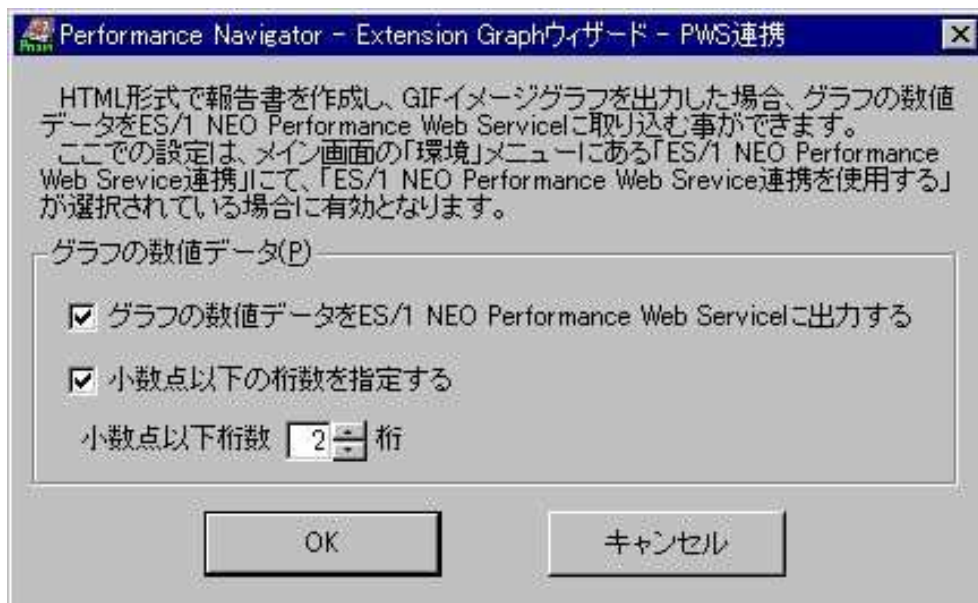 Performance Navigator - Extension Graphウィザード - PWS連携
HTML形式で報告書を作成し、GIFイメージグラフを出力した場合、グラフの数値
データをES/1 NEO Performance Web Serviceに取り込む事ができます。
ここでの設定は、メイン画面の「環境」メニューにある「ES/1 NEO Performance
Web Srevice連携」にて、「ES/1 NEO Performance Web Srevice連携を使用する」
が選択されている場合に有効となります。
グラフの数値データ(P)
グラフの数値データをES/1 NEO Performance Web Serviceに出力する
小数点以下の桁数を指定する
小数点以下桁数 2 桁
OK キャンセル